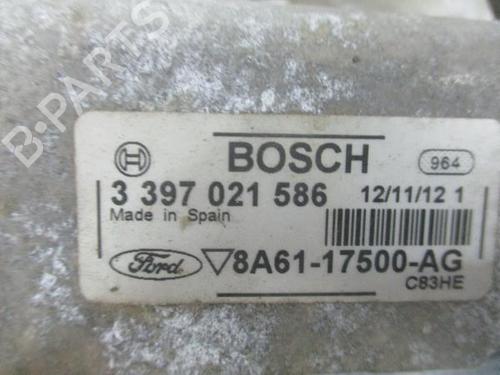 B-PARTS
BOSCH
964
3 397 021 586
12/11/12 1
Made in Spain
Ford
8A61-17500-AG
C83HE